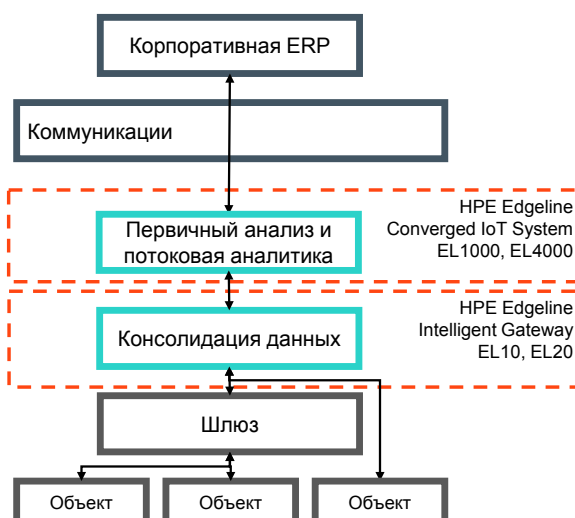 Корпоративная ERP
Коммуникации
HPE Edgeline
Converged IoT System
EL1000, EL4000
Первичный анализ и
потоковая аналитика
HPE Edgeline
Intelligent Gateway
EL10, EL20
Консолидация данных
Шлюз
Объект
Объект
Объект